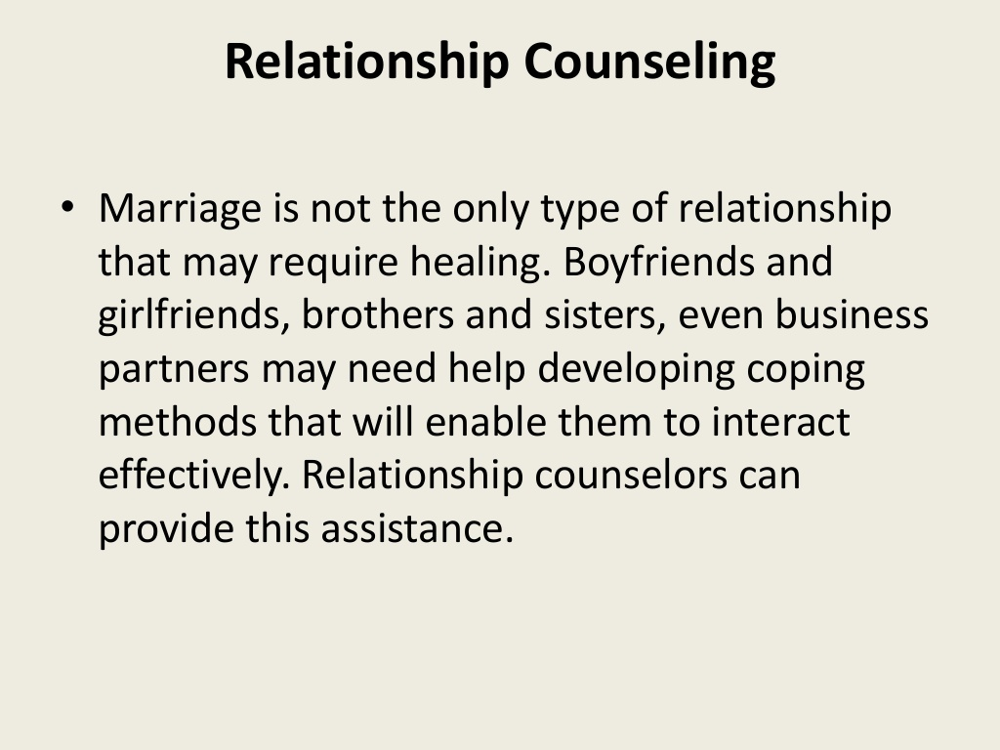 Relationship Counseling
• Marriage is not the only type of relationship
that may require healing. Boyfriends and
girlfriends, brothers and sisters, even business
partners may need help developing coping
methods that will enable them to interact
effectively. Relationship counselors can
provide this assistance.